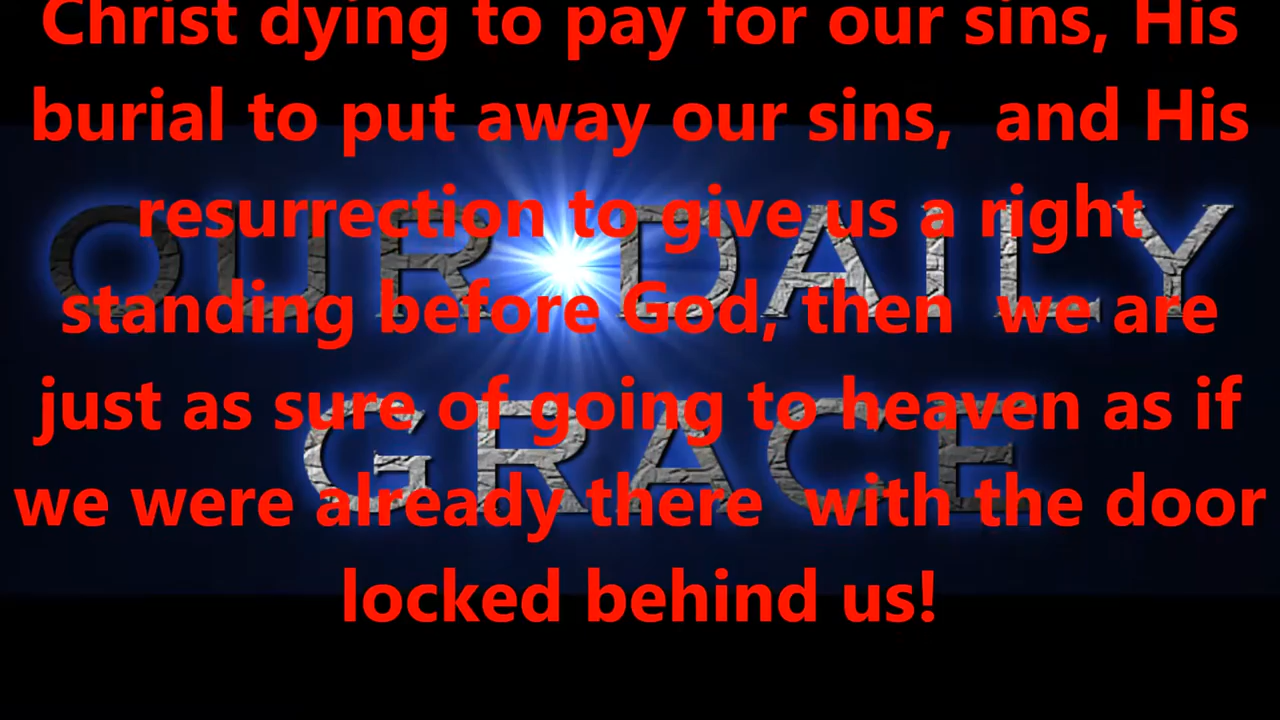 Christ dying to pay for our sins, His
burial to put away our sins,  and His
resurrection to give us a right
standing before God, then  we are
just as sure of going to heaven as if
we were already there  with the door
locked behind us!
OUR DAILY
GRACE